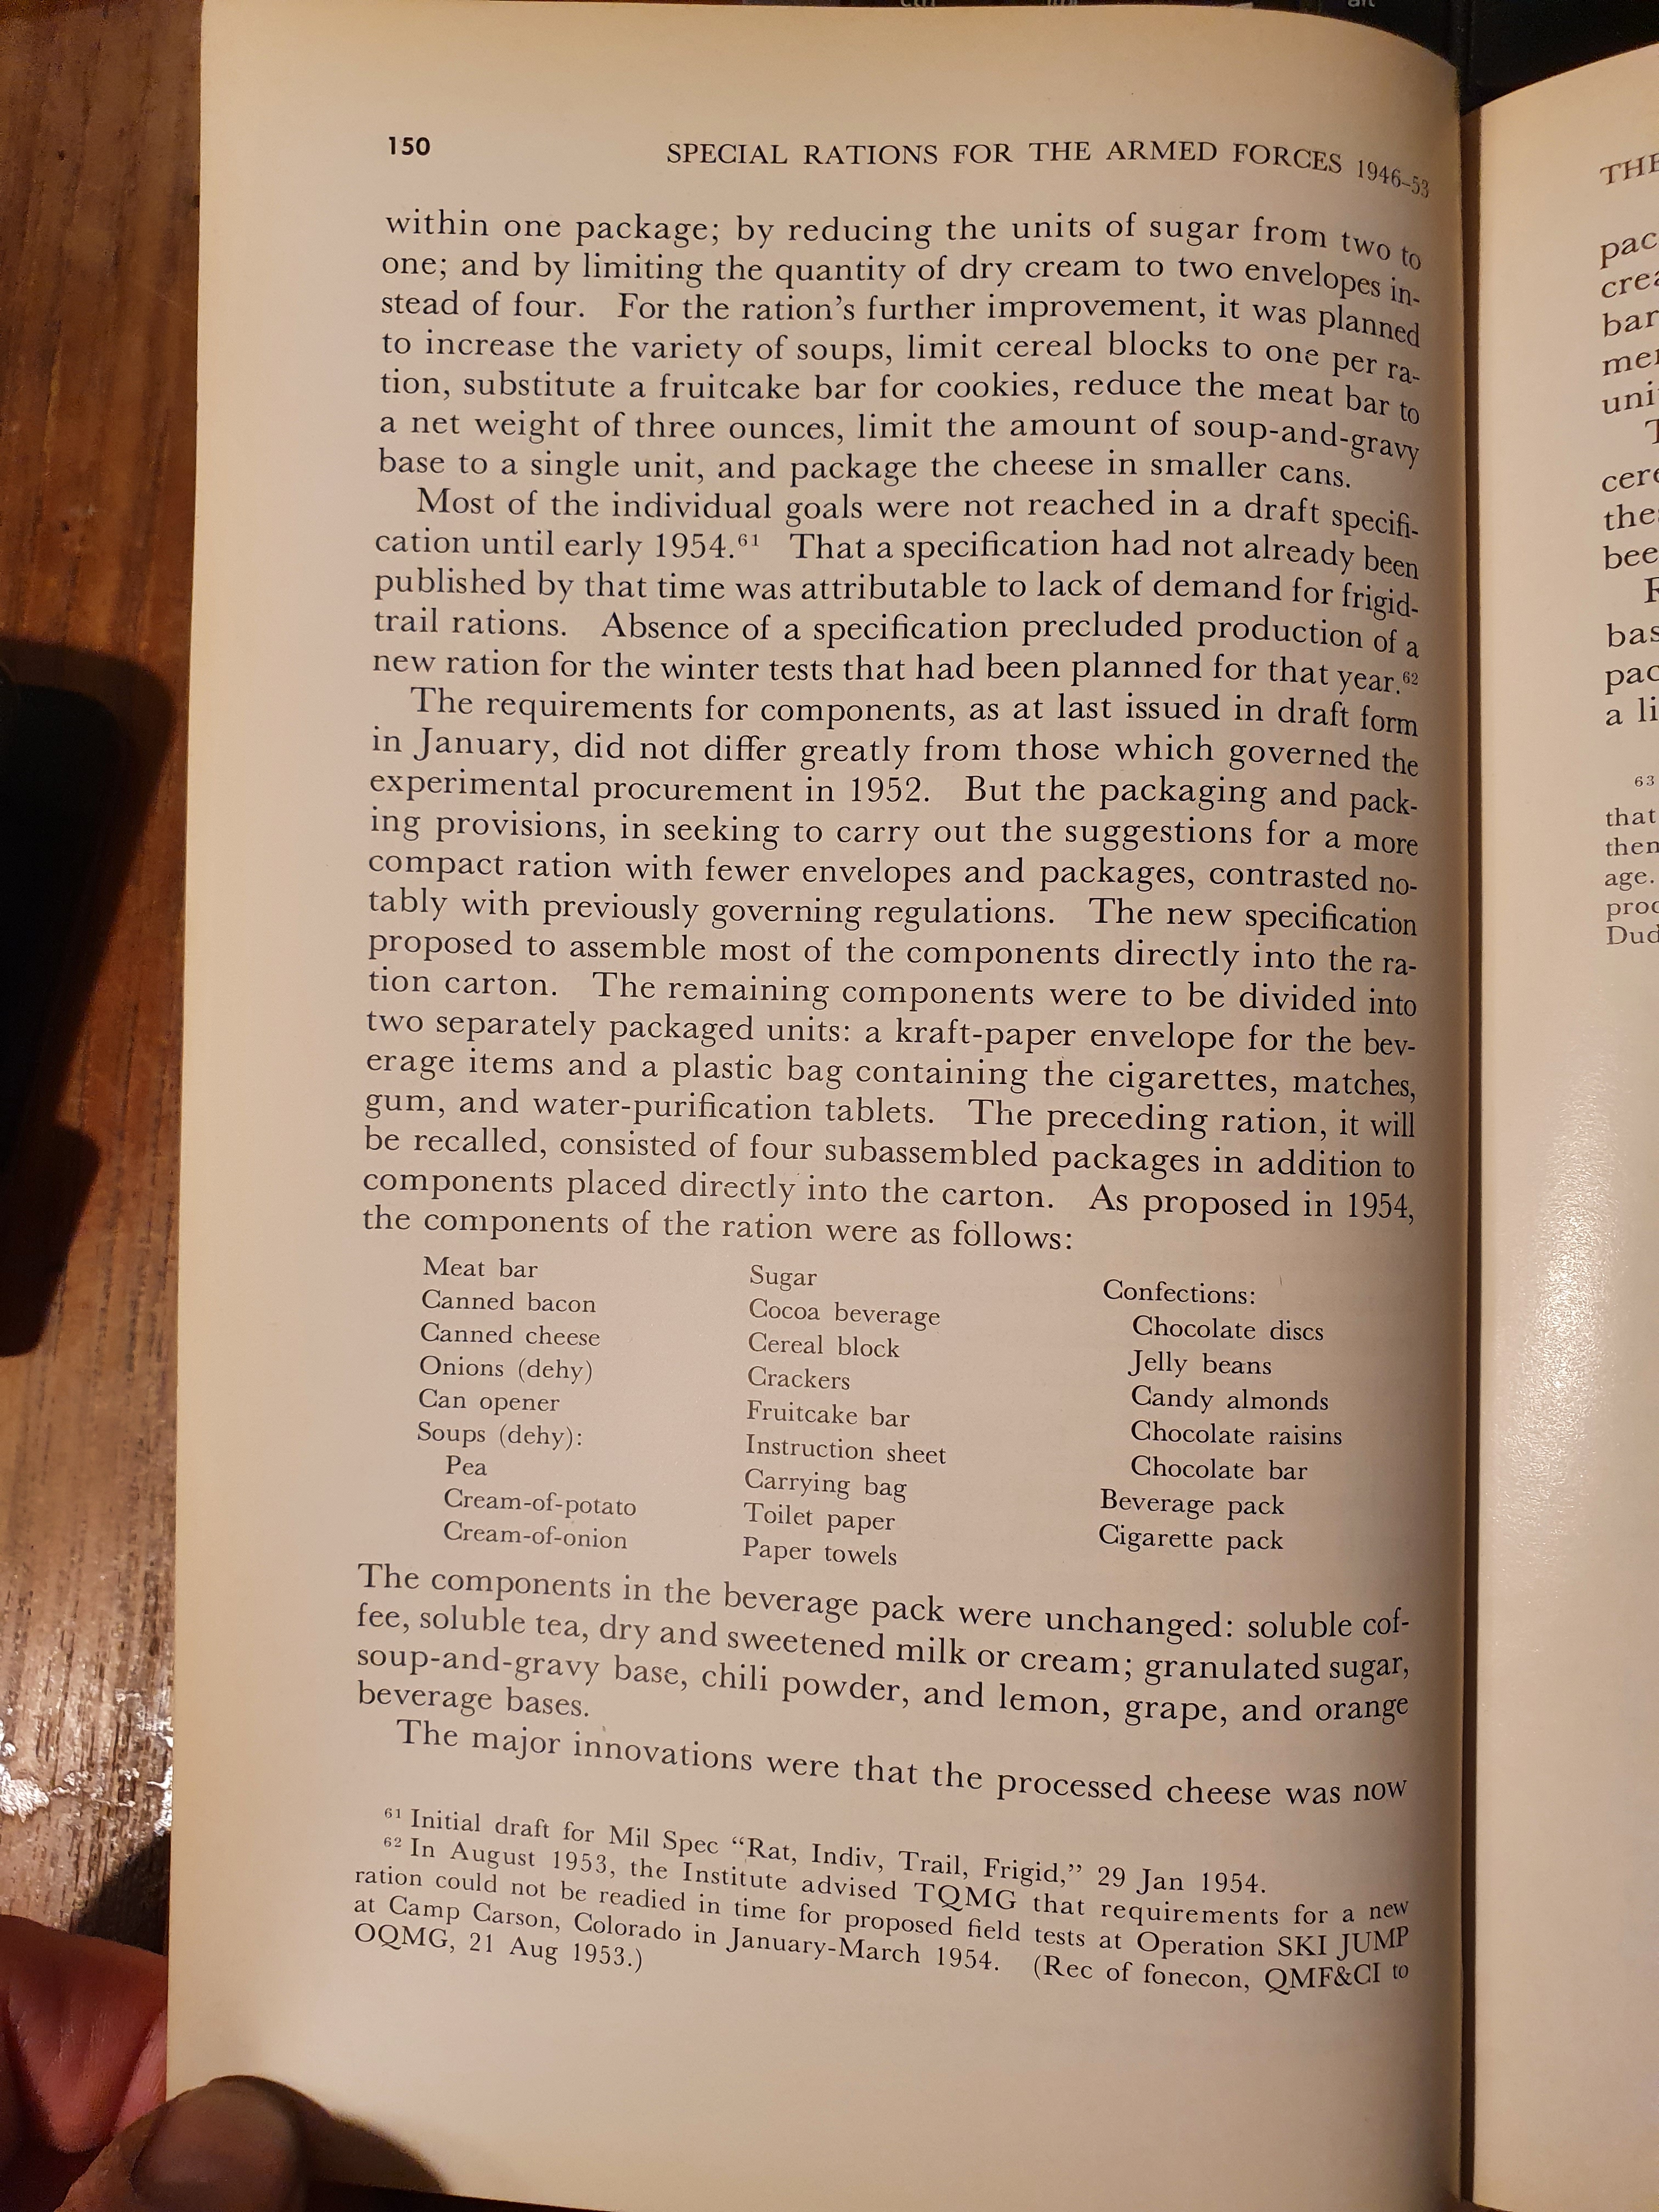 150 SPECIAL RATIONS FOR THE ARMED FORCES 1946–53
within one package; by reducing the units of sugar from two to
one; and by limiting the quantity of dry cream to two envelopes in-
stead of four. For the ration’s further improvement, it was planned
to increase the variety of soups, limit cereal blocks to one per ra-
tion, substitute a fruitcake bar for cookies, reduce the meat bar to
a net weight of three ounces, limit the amount of soup-and-gravy
base to a single unit, and package the cheese in smaller cans.
Most of the individual goals were not reached in a draft specifi-
cation until early 1954.⁶¹ That a specification had not already been
published by that time was attributable to lack of demand for frigid-
trail rations. Absence of a specification precluded production of a
new ration for the winter tests that had been planned for that year.⁶²
The requirements for components, as at last issued in draft form
in January, did not differ greatly from those which governed the
experimental procurement in 1952. But the packaging and pack-
ing provisions, in seeking to carry out the suggestions for a more
compact ration with fewer envelopes and packages, contrasted no-
tably with previously governing regulations. The new specification
proposed to assemble most of the components directly into the ra-
tion carton. The remaining components were to be divided into
two separately packaged units: a kraft-paper envelope for the bev-
erage items and a plastic bag containing the cigarettes, matches,
gum, and water-purification tablets. The preceding ration, it will
be recalled, consisted of four subassembled packages in addition to
components placed directly into the carton. As proposed in 1954,
the components of the ration were as follows:
Meat bar
Canned bacon
Canned cheese
Onions (dehy)
Can opener
Soups (dehy):
Pea
Cream-of-potato
Cream-of-onion
Sugar
Cocoa beverage
Cereal block
Crackers
Fruitcake bar
Instruction sheet
Carrying bag
Toilet paper
Paper towels
Confections:
Chocolate discs
Jelly beans
Candy almonds
Chocolate raisins
Chocolate bar
Beverage pack
Cigarette pack
The components in the beverage pack were unchanged: soluble cof-
fee, soluble tea, dry and sweetened milk or cream; granulated sugar,
soup-and-gravy base, chili powder, and lemon, grape, and orange
beverage bases.
The major innovations were that the processed cheese was now
⁶¹ Initial draft for Mil Spec “Rat, Indiv, Trail, Frigid,” 29 Jan 1954.
⁶² In August 1953, the Institute advised TQMG that requirements for a new
ration could not be readied in time for proposed field tests at Operation SKI JUMP
at Camp Carson, Colorado in January-March 1954. (Rec of fonecon, QMF&CI to
OQMG, 21 Aug 1953.)
THE
pac
bar
uni
bas
pac
a li
63
that
age.